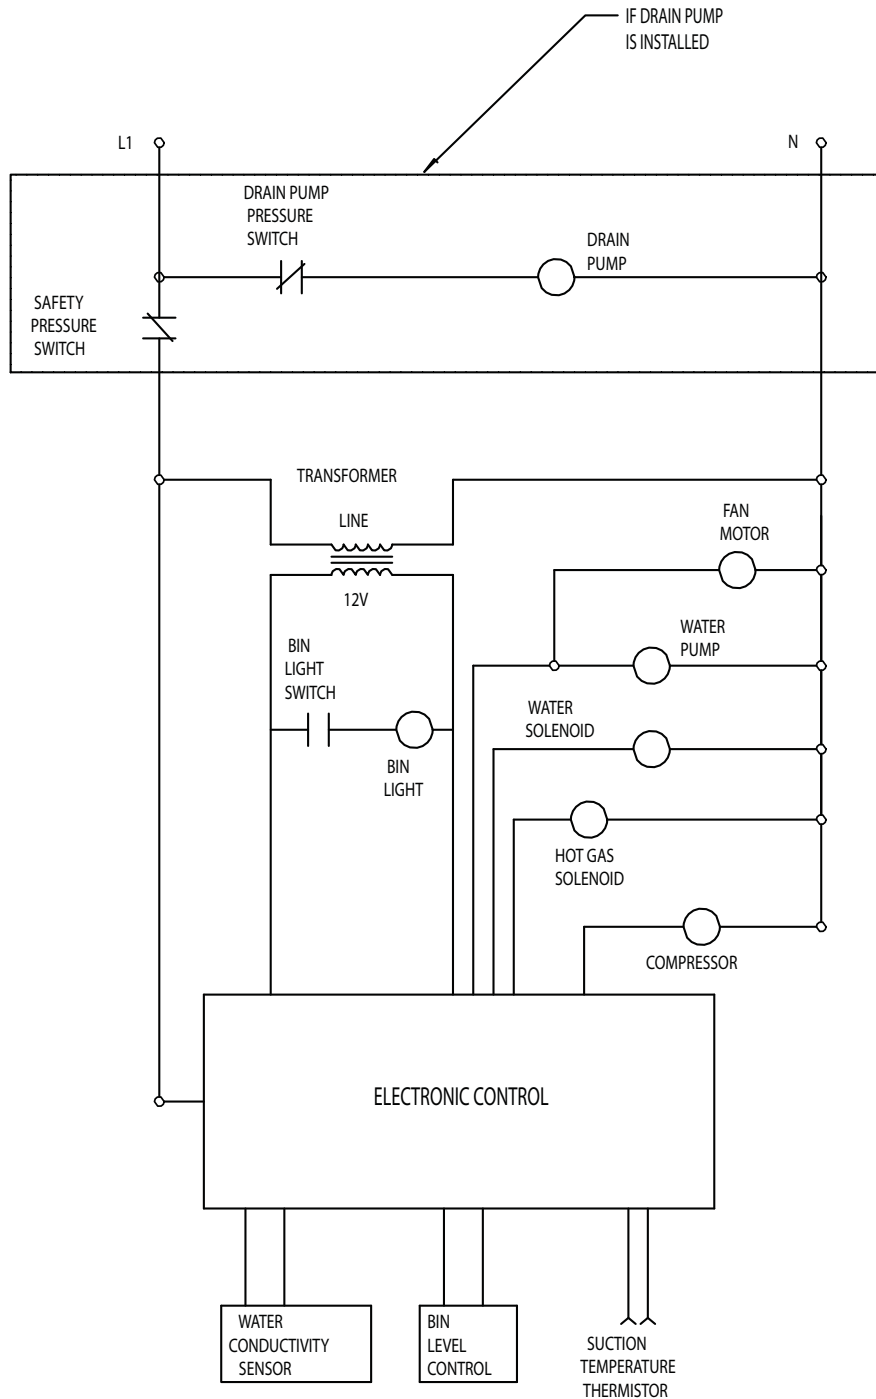 IF DRAIN PUMP
IS INSTALLED
L1
N
DRAIN PUMP
PRESSURE
SWITCH
DRAIN
PUMP
SAFETY
PRESSURE
SWITCH
TRANSFORMER
LINE
12V
FAN
MOTOR
WATER
PUMP
BIN
LIGHT
SWITCH
WATER
SOLENOID
BIN
LIGHT
HOT GAS
SOLENOID
COMPRESSOR
ELECTRONIC CONTROL
WATER
CONDUCTIVITY
SENSOR
BIN
LEVEL
CONTROL
SUCTION
TEMPERATURE
THERMISTOR